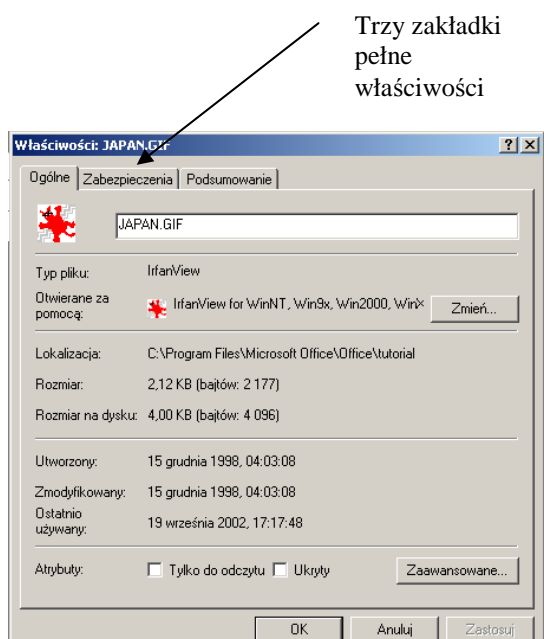 Trzy zakładki
pełne
właściwości
Właściwości: JAPAN.GIF
Ogólne Zabezpieczenia Podsumowanie
JAPAN.GIF
Typ pliku: IrfanView
Otwierane za
pomocą: IrfanView for WinNT, Win9x, Win2000, WinX Zmień...
Lokalizacja: C:\Program Files\Microsoft Office\Office\tutorial
Rozmiar: 2,12 KB (bajtów: 2 177)
Rozmiar na dysku: 4,00 KB (bajtów: 4 096)
Utworzony: 15 grudnia 1998, 04:03:08
Zmodyfikowany: 15 grudnia 1998, 04:03:08
Ostatnio
używany: 19 września 2002, 17:17:48
Atrybuty: Tylko do odczytu Ukryty Zaawansowane...
OK Anuluj Zastosuj